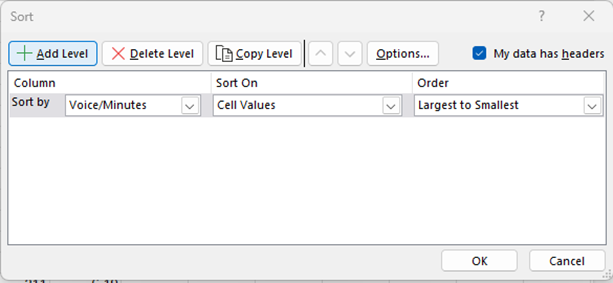 Sort
? ×
Add Level Delete Level Copy Level Options... My data has headers
Column Sort On Order
Sort by Voice/Minutes Cell Values Largest to Smallest
OK Cancel